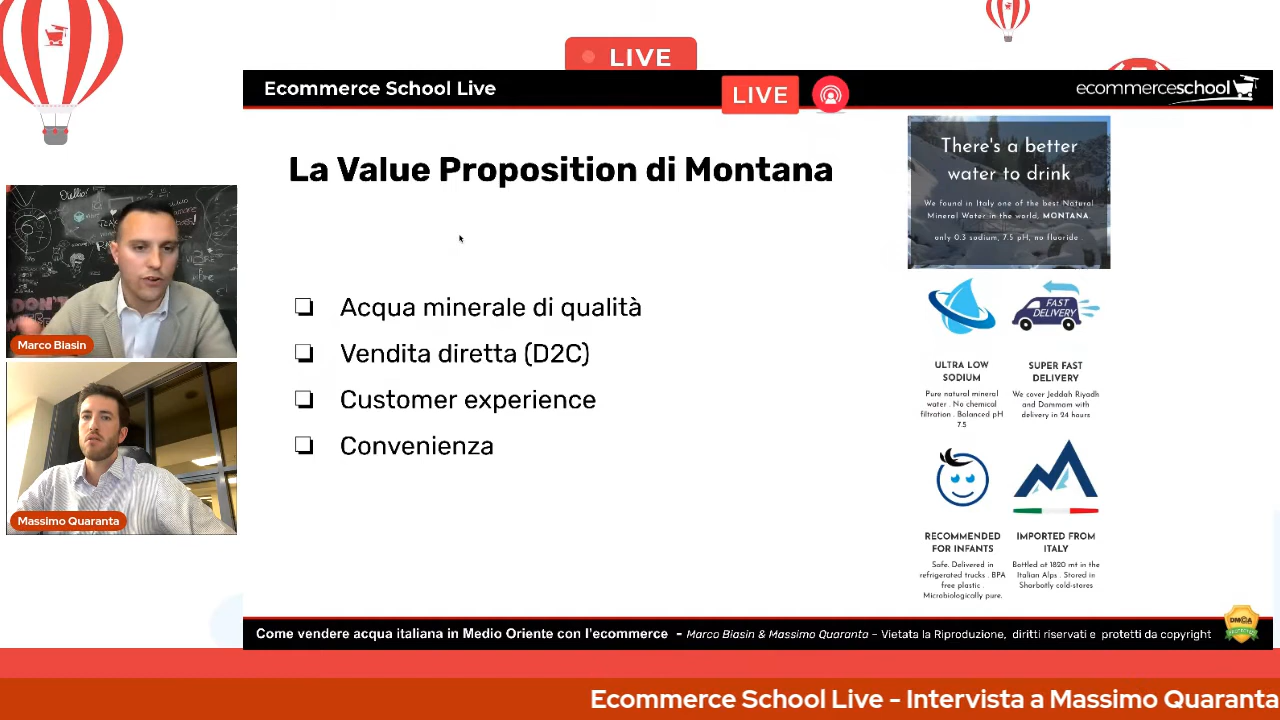 LIVE
Ecommerce School Live
LIVE
ecommerceschool
La Value Proposition di Montana
Acqua minerale di qualità
Vendita diretta (D2C)
Customer experience
Convenienza
There's a better
water to drink
We found in Italy one of the best Natural
Mineral Water in the world, MONTANA
only 0.3 sodium, 7.5 pH, no fluoride .
FAST
DELIVERY
ULTRA LOW
SODIUM
Pure natural mineral
water . No chemical
filtration . Balanced pH
7.5
SUPER FAST
DELIVERY
We cover Jeddah Riyadh
and Dammam with
delivery in 24 hours
RECOMMENDED
FOR INFANTS
Safe. Delivered in
refrigerated trucks . BPA
free plastic .
Microbiologically pure.
IMPORTED FROM
ITALY
Bottled at 1820 mt in the
Italian Alps . Stored in
Sharbatly cold-stores
DON'T
Marco Biasin
Massimo Quaranta
Come vendere acqua italiana in Medio Oriente con l'ecommerce - Marco Biasin & Massimo Quaranta - Vietata la Riproduzione, diritti riservati e protetti da copyright
DMCA
Ecommerce School Live - Intervista a Massimo Quaranta